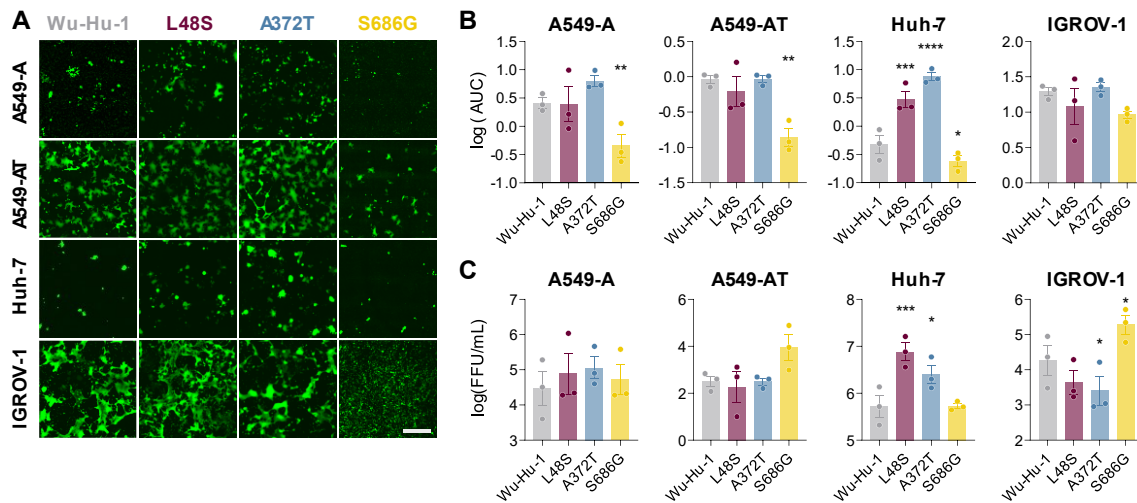 A Wu-Hu-1 L48S A372T S686G
A549-A
A549-AT
Huh-7
IGROV-1
B
A549-A A549-AT Huh-7 IGROV-1
log ( AUC)
1.5 0.5 1.5 2.0
1.0 0.0 1.0 1.5
0.5 -0.5 0.5 1.0
0.0 -1.0 0.0 0.5
-0.5 -0.5
-1.0 -1.5 -1.0 0.0
** ** *** **** *
Wu-Hu-1 L48S A372T S686G Wu-Hu-1 L48S A372T S686G Wu-Hu-1 L48S A372T S686G Wu-Hu-1 L48S A372T S686G
C
A549-A A549-AT Huh-7 IGROV-1
log(FFU/mL)
7 6 8 6
6 4 7 5
5 2 6 4
4 3
3 0 5 2
*** * * *
Wu-Hu-1 L48S A372T S686G Wu-Hu-1 L48S A372T S686G Wu-Hu-1 L48S A372T S686G Wu-Hu-1 L48S A372T S686G